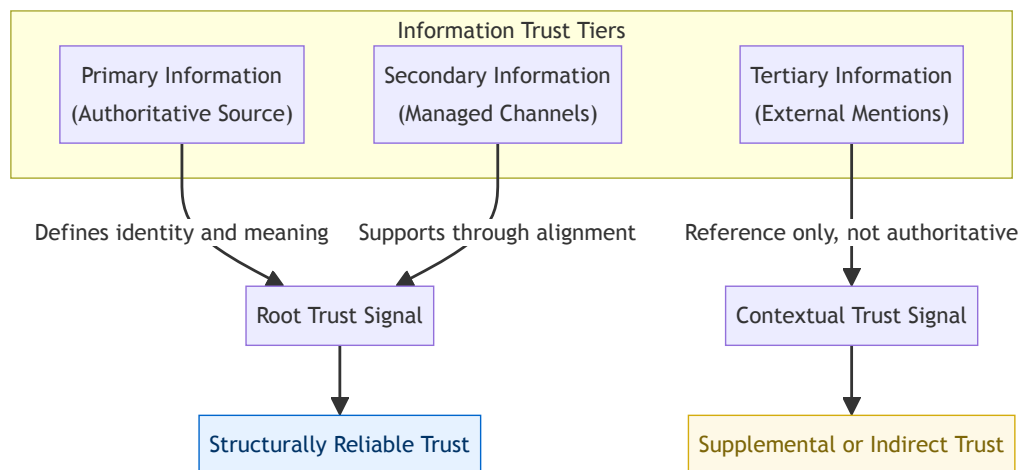 Information Trust Tiers
Primary Information
(Authoritative Source)
Secondary Information
(Managed Channels)
Tertiary Information
(External Mentions)
Defines identity and meaning
Supports through alignment
Reference only, not authoritative
Root Trust Signal
Contextual Trust Signal
Structurally Reliable Trust
Supplemental or Indirect Trust